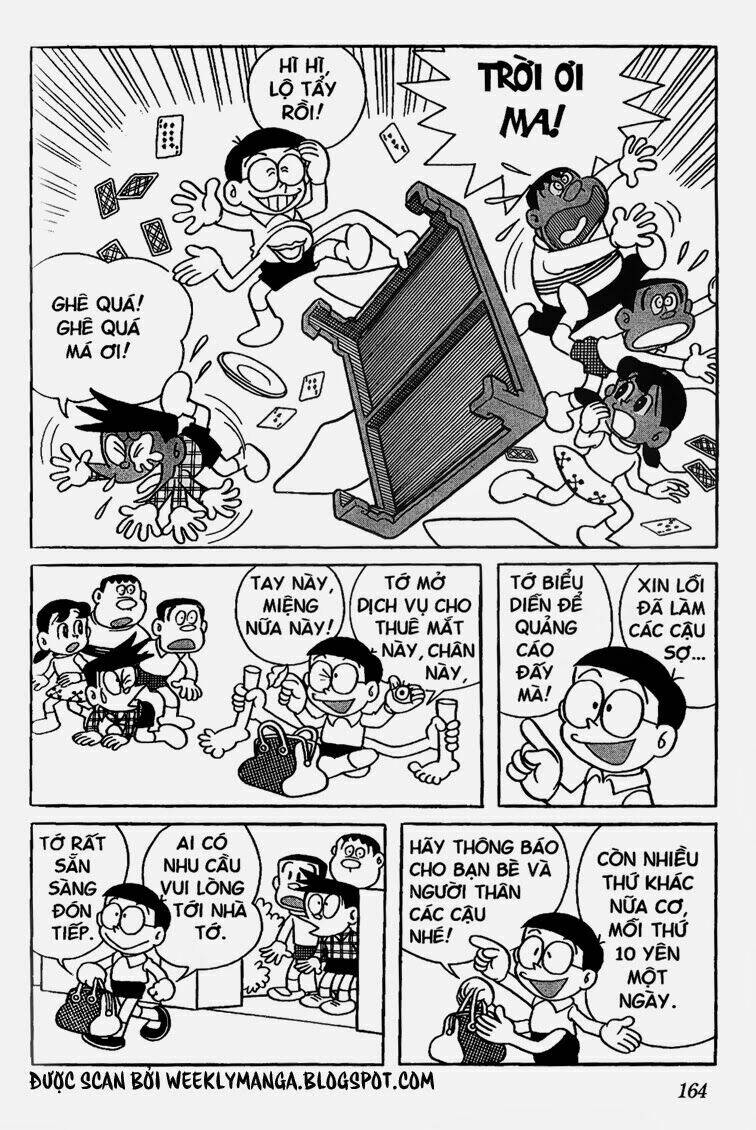 TRỜI ƠI
MA!
HÌ HÌ,
LỘ TẨY
RỒI!
GHÊ QUÁ!
GHÊ QUÁ
MÁ ƠI!
XIN LỖI
ĐÃ LÀM
CÁC CẬU
SỢ...
TỚ BIỂU
DIỄN ĐỂ
QUẢNG
CÁO
ĐẤY
MÀ!
TỚ MỞ
DỊCH VỤ CHO
THUÊ MẮT
NÀY, CHÂN
NÀY,
TAY NÀY,
MIỆNG
NỮA NÀY!
CÒN NHIỀU
THỨ KHÁC
NỮA CƠ,
MỖI THỨ
10 YÊN
MỘT
NGÀY.
HÃY THÔNG BÁO
CHO BẠN BÈ VÀ
NGƯỜI THÂN
CÁC CẬU
NHÉ!
AI CÓ
NHU CẦU
VUI LÒNG
TỚI NHÀ
TỚ.
TỚ RẤT
SẴN
SÀNG
ĐÓN
TIẾP.
ĐƯỢC SCAN BỞI WEEKLYMANGA.BLOGSPOT.COM
164